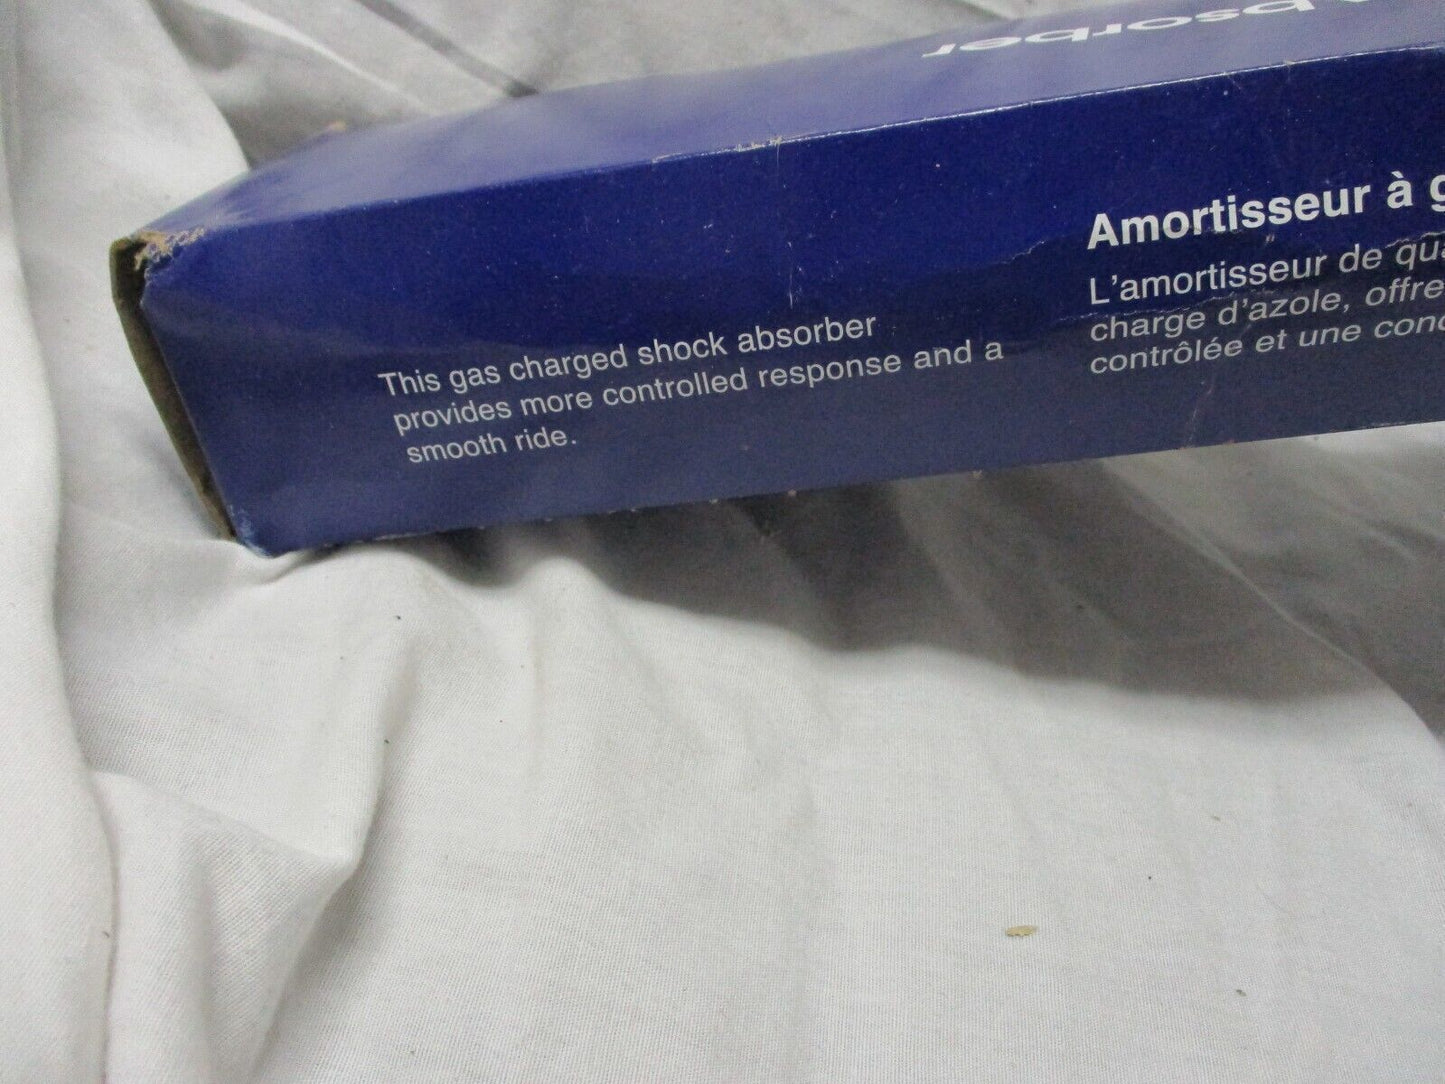 This gas charged shock absorber
provides more controlled response and a
smooth ride.
Amortisseur à
L'amortisseur de
charge d'azole, offre
contrôlée et une